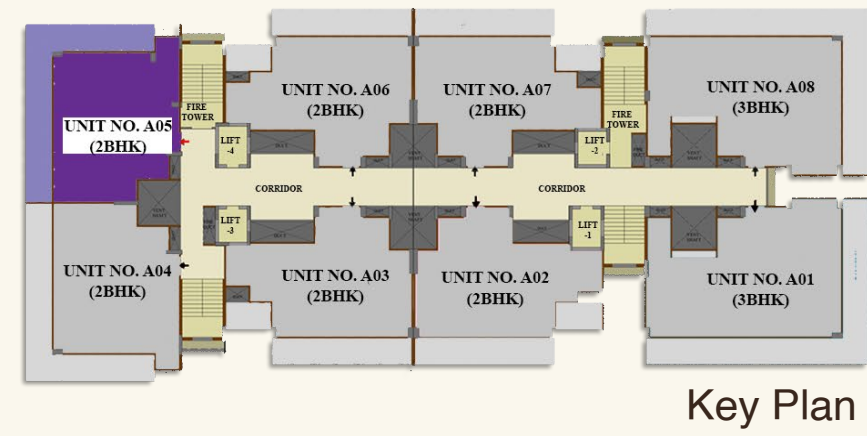 UNIT NO. A06
(2BHK)
UNIT NO. A07
(2BHK)
UNIT NO. A08
(3BHK)
FIRE
TOWER
UNIT NO. A05
(2BHK)
FIRE
TOWER
LIFT
-4
LIFT
-2
CORRIDOR
CORRIDOR
LIFT
-3
LIFT
-1
UNIT NO. A04
(2BHK)
UNIT NO. A03
(2BHK)
UNIT NO. A02
(2BHK)
UNIT NO. A01
(3BHK)
Key Plan